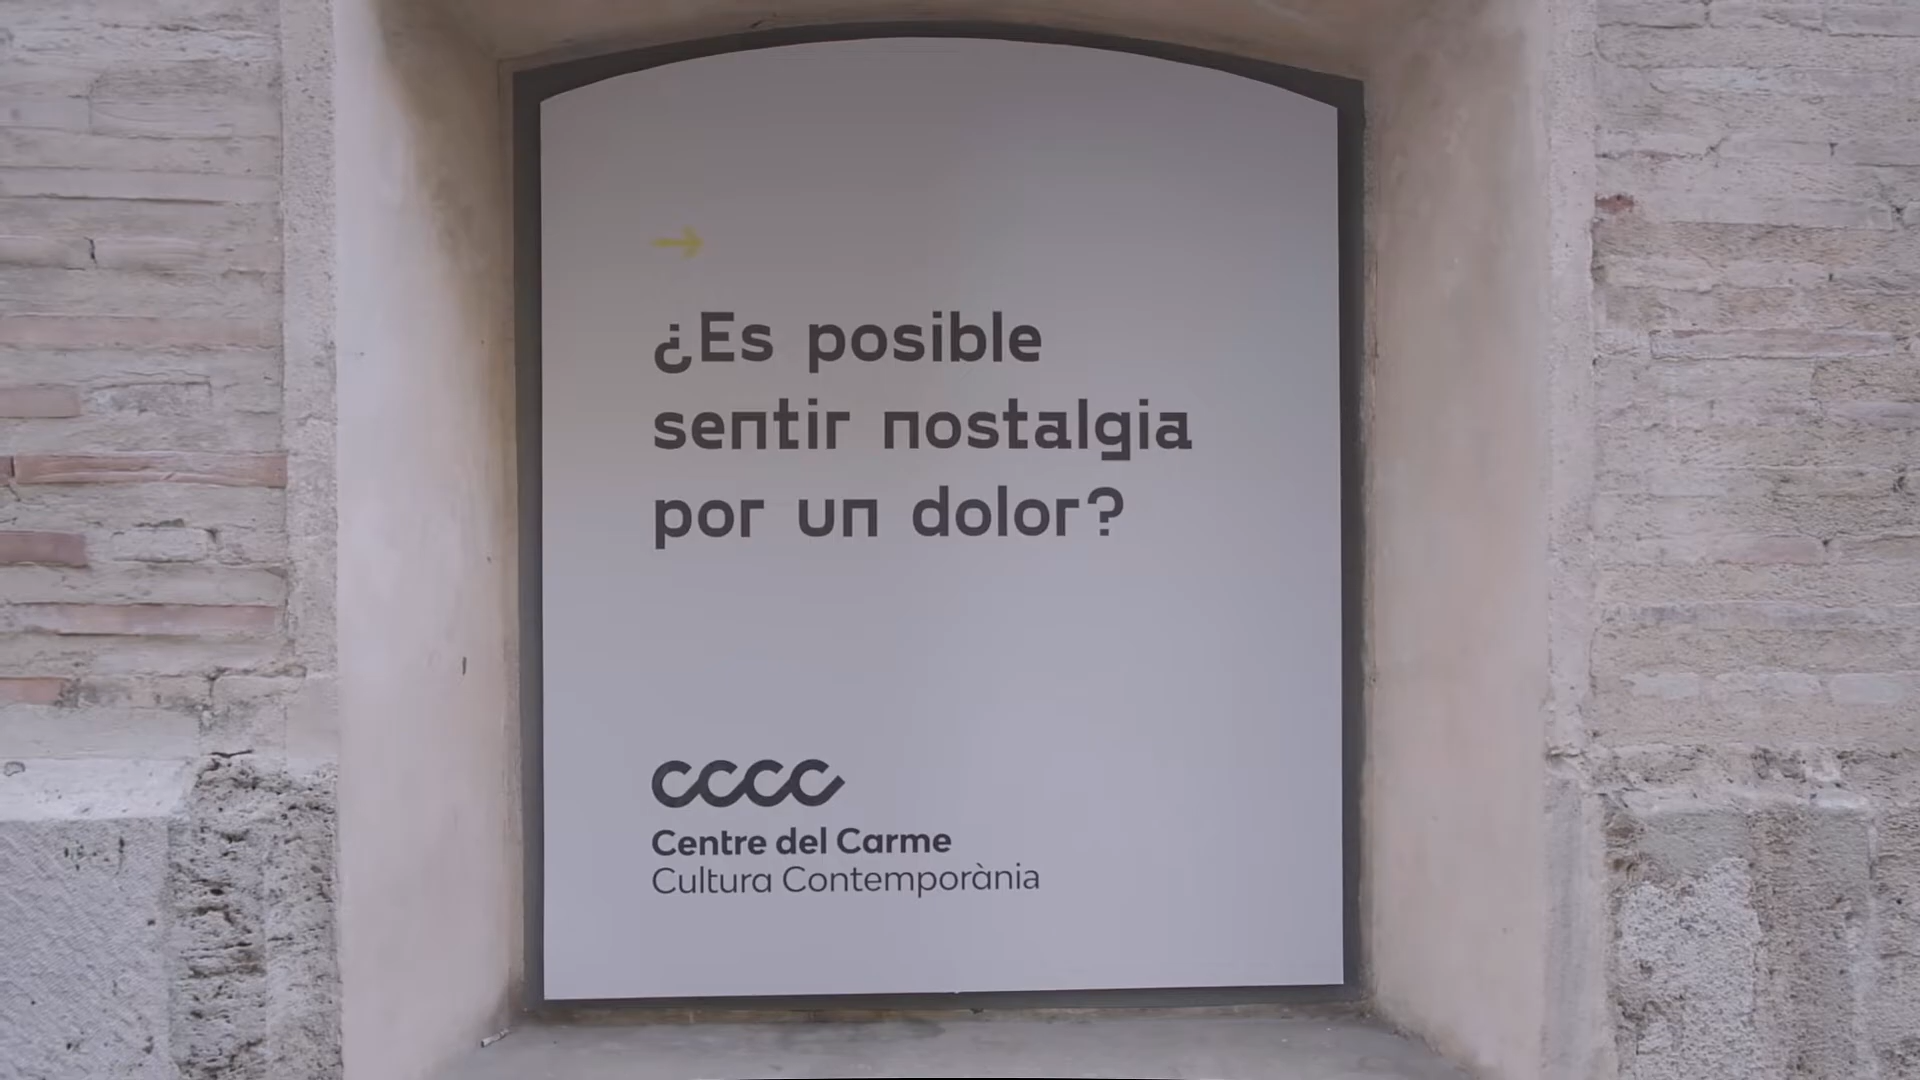 ¿Es posible
sentir nostalgia
por un dolor?
cccc
Centre del Carme
Cultura Contemporània